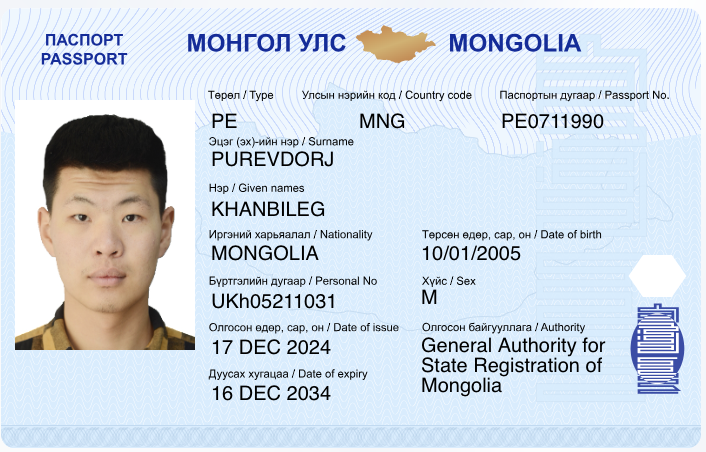 ПАСПОРТ
PASSPORT
МОНГОЛ УЛС
MONGOLIA
Төрөл / Type
Улсын нэрийн код / Country code
Паспортын дугаар / Passport No.
PE
MNG
PE0711990
Эцэг (эх)-ийн нэр / Surname
PUREVDORJ
Нэр / Given names
KHANBILEG
Иргэний харьяалал / Nationality
Төрсөн өдөр, сар, он / Date of birth
MONGOLIA
10/01/2005
Бүртгэлийн дугаар / Personal No
Хүйс / Sex
UKh05211031
M
Олгосон өдөр, сар, он / Date of issue
Олгосон байгууллага / Authority
17 DEC 2024
General Authority for
State Registration of
Mongolia
Дуусах хугацаа / Date of expiry
16 DEC 2034